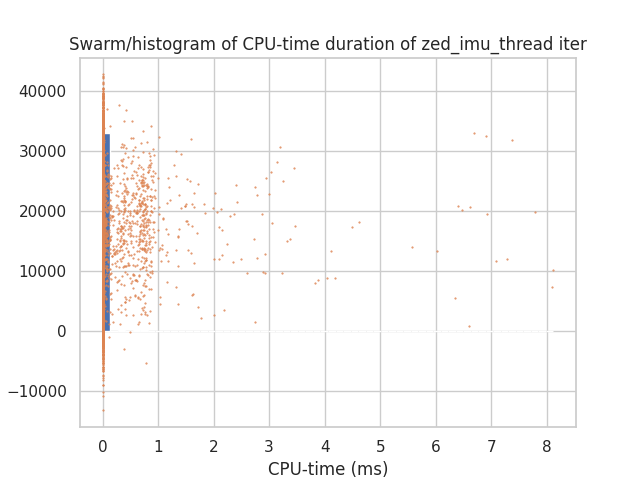 Swarm/histogram of CPU-time duration of zed_imu_thread iter
40000
30000
20000
10000
0
−10000
0 1 2 3 4 5 6 7 8
CPU-time (ms)